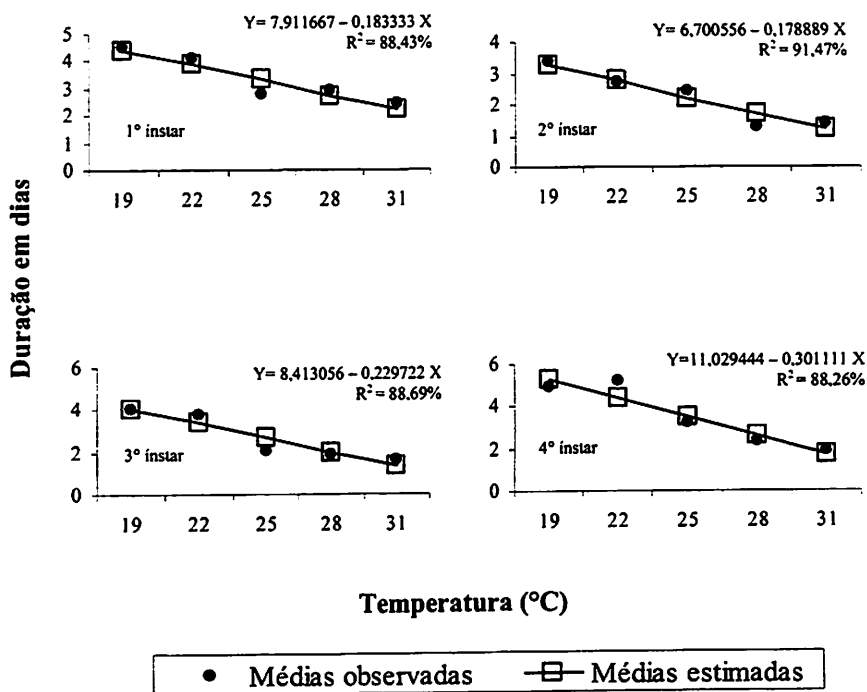 Duração em dias
Y= 7,911667 – 0,183333 X
R² = 88,43%
5
4
3
2
1
0
1° instar
19 22 25 28 31
Y= 6,700556 – 0,178889 X
R² = 91,47%
4
3
2
1
0
2° instar
19 22 25 28 31
Y= 8,413056 – 0,229722 X
R² = 88,69%
6
4
2
0
3° instar
19 22 25 28 31
Y=11,029444 – 0,301111 X
R² = 88,26%
6
4
2
0
4° instar
19 22 25 28 31
Temperatura (°C)
Médias observadas Médias estimadas